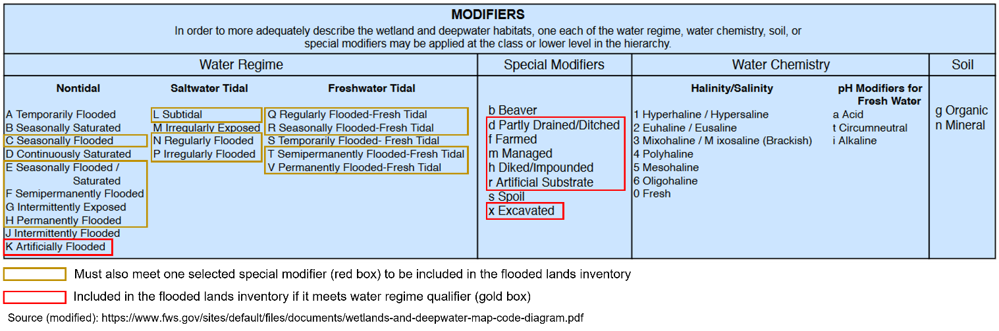 MODIFIERS
In order to more adequately describe the wetland and deepwater habitats, one each of the water regime, water chemistry, soil, or
special modifiers may be applied at the class or lower level in the hierarchy.
Water Regime
Special Modifiers
Water Chemistry
Soil
Nontidal
Saltwater Tidal
Freshwater Tidal
Halinity/Salinity
pH Modifiers for
Fresh Water
A Temporarily Flooded
B Seasonally Saturated
C Seasonally Flooded
D Continuously Saturated
E Seasonally Flooded /
Saturated
F Semipermanently Flooded
G Intermittently Exposed
H Permanently Flooded
J Intermittently Flooded
K Artificially Flooded
L Subtidal
M Irregularly Exposed
N Regularly Flooded
P Irregularly Flooded
Q Regularly Flooded-Fresh Tidal
R Seasonally Flooded-Fresh Tidal
S Temporarily Flooded- Fresh Tidal
T Semipermanently Flooded-Fresh Tidal
V Permanently Flooded-Fresh Tidal
b Beaver
d Partly Drained/Ditched
f Farmed
m Managed
h Diked/Impounded
r Artificial Substrate
s Spoil
x Excavated
1 Hyperhaline / Hypersaline
2 Euhaline / Eusaline
3 Mixohaline / M ixosaline (Brackish)
4 Polyhaline
5 Mesohaline
6 Oligohaline
0 Fresh
a Acid
t Circumneutral
i Alkaline
g Organic
n Mineral
Must also meet one selected special modifier (red box) to be included in the flooded lands inventory
Included in the flooded lands inventory if it meets water regime qualifier (gold box)
Source (modified): https://www.fws.gov/sites/default/files/documents/wetlands-and-deepwater-map-code-diagram.pdf